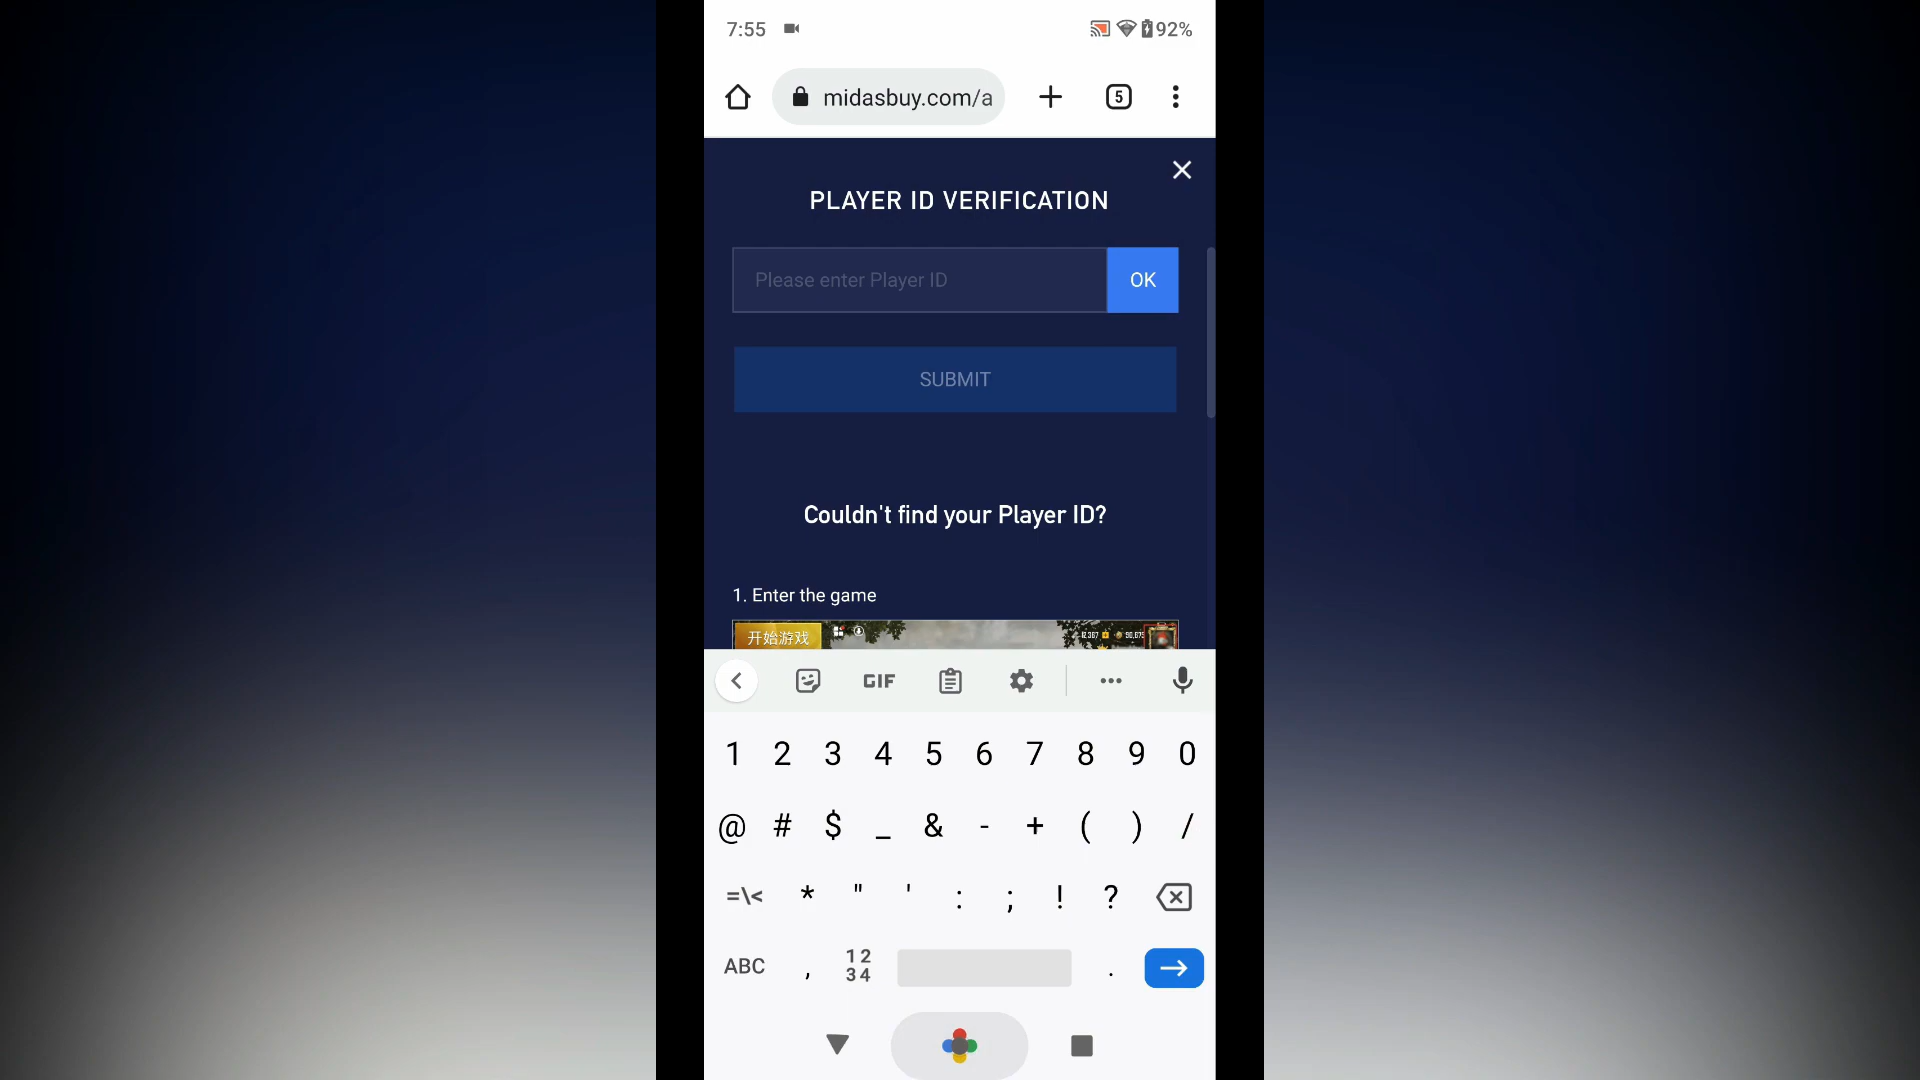 7:55
92%
midasbuy.com/a
5
PLAYER ID VERIFICATION
Please enter Player ID
OK
SUBMIT
Couldn't find your Player ID?
1. Enter the game
开始游戏
GIF
1 2 3 4 5 6 7 8 9 0
@ # $ _ & - + ( ) /
=\< * " ' : ; ! ?
ABC , 12 34 .